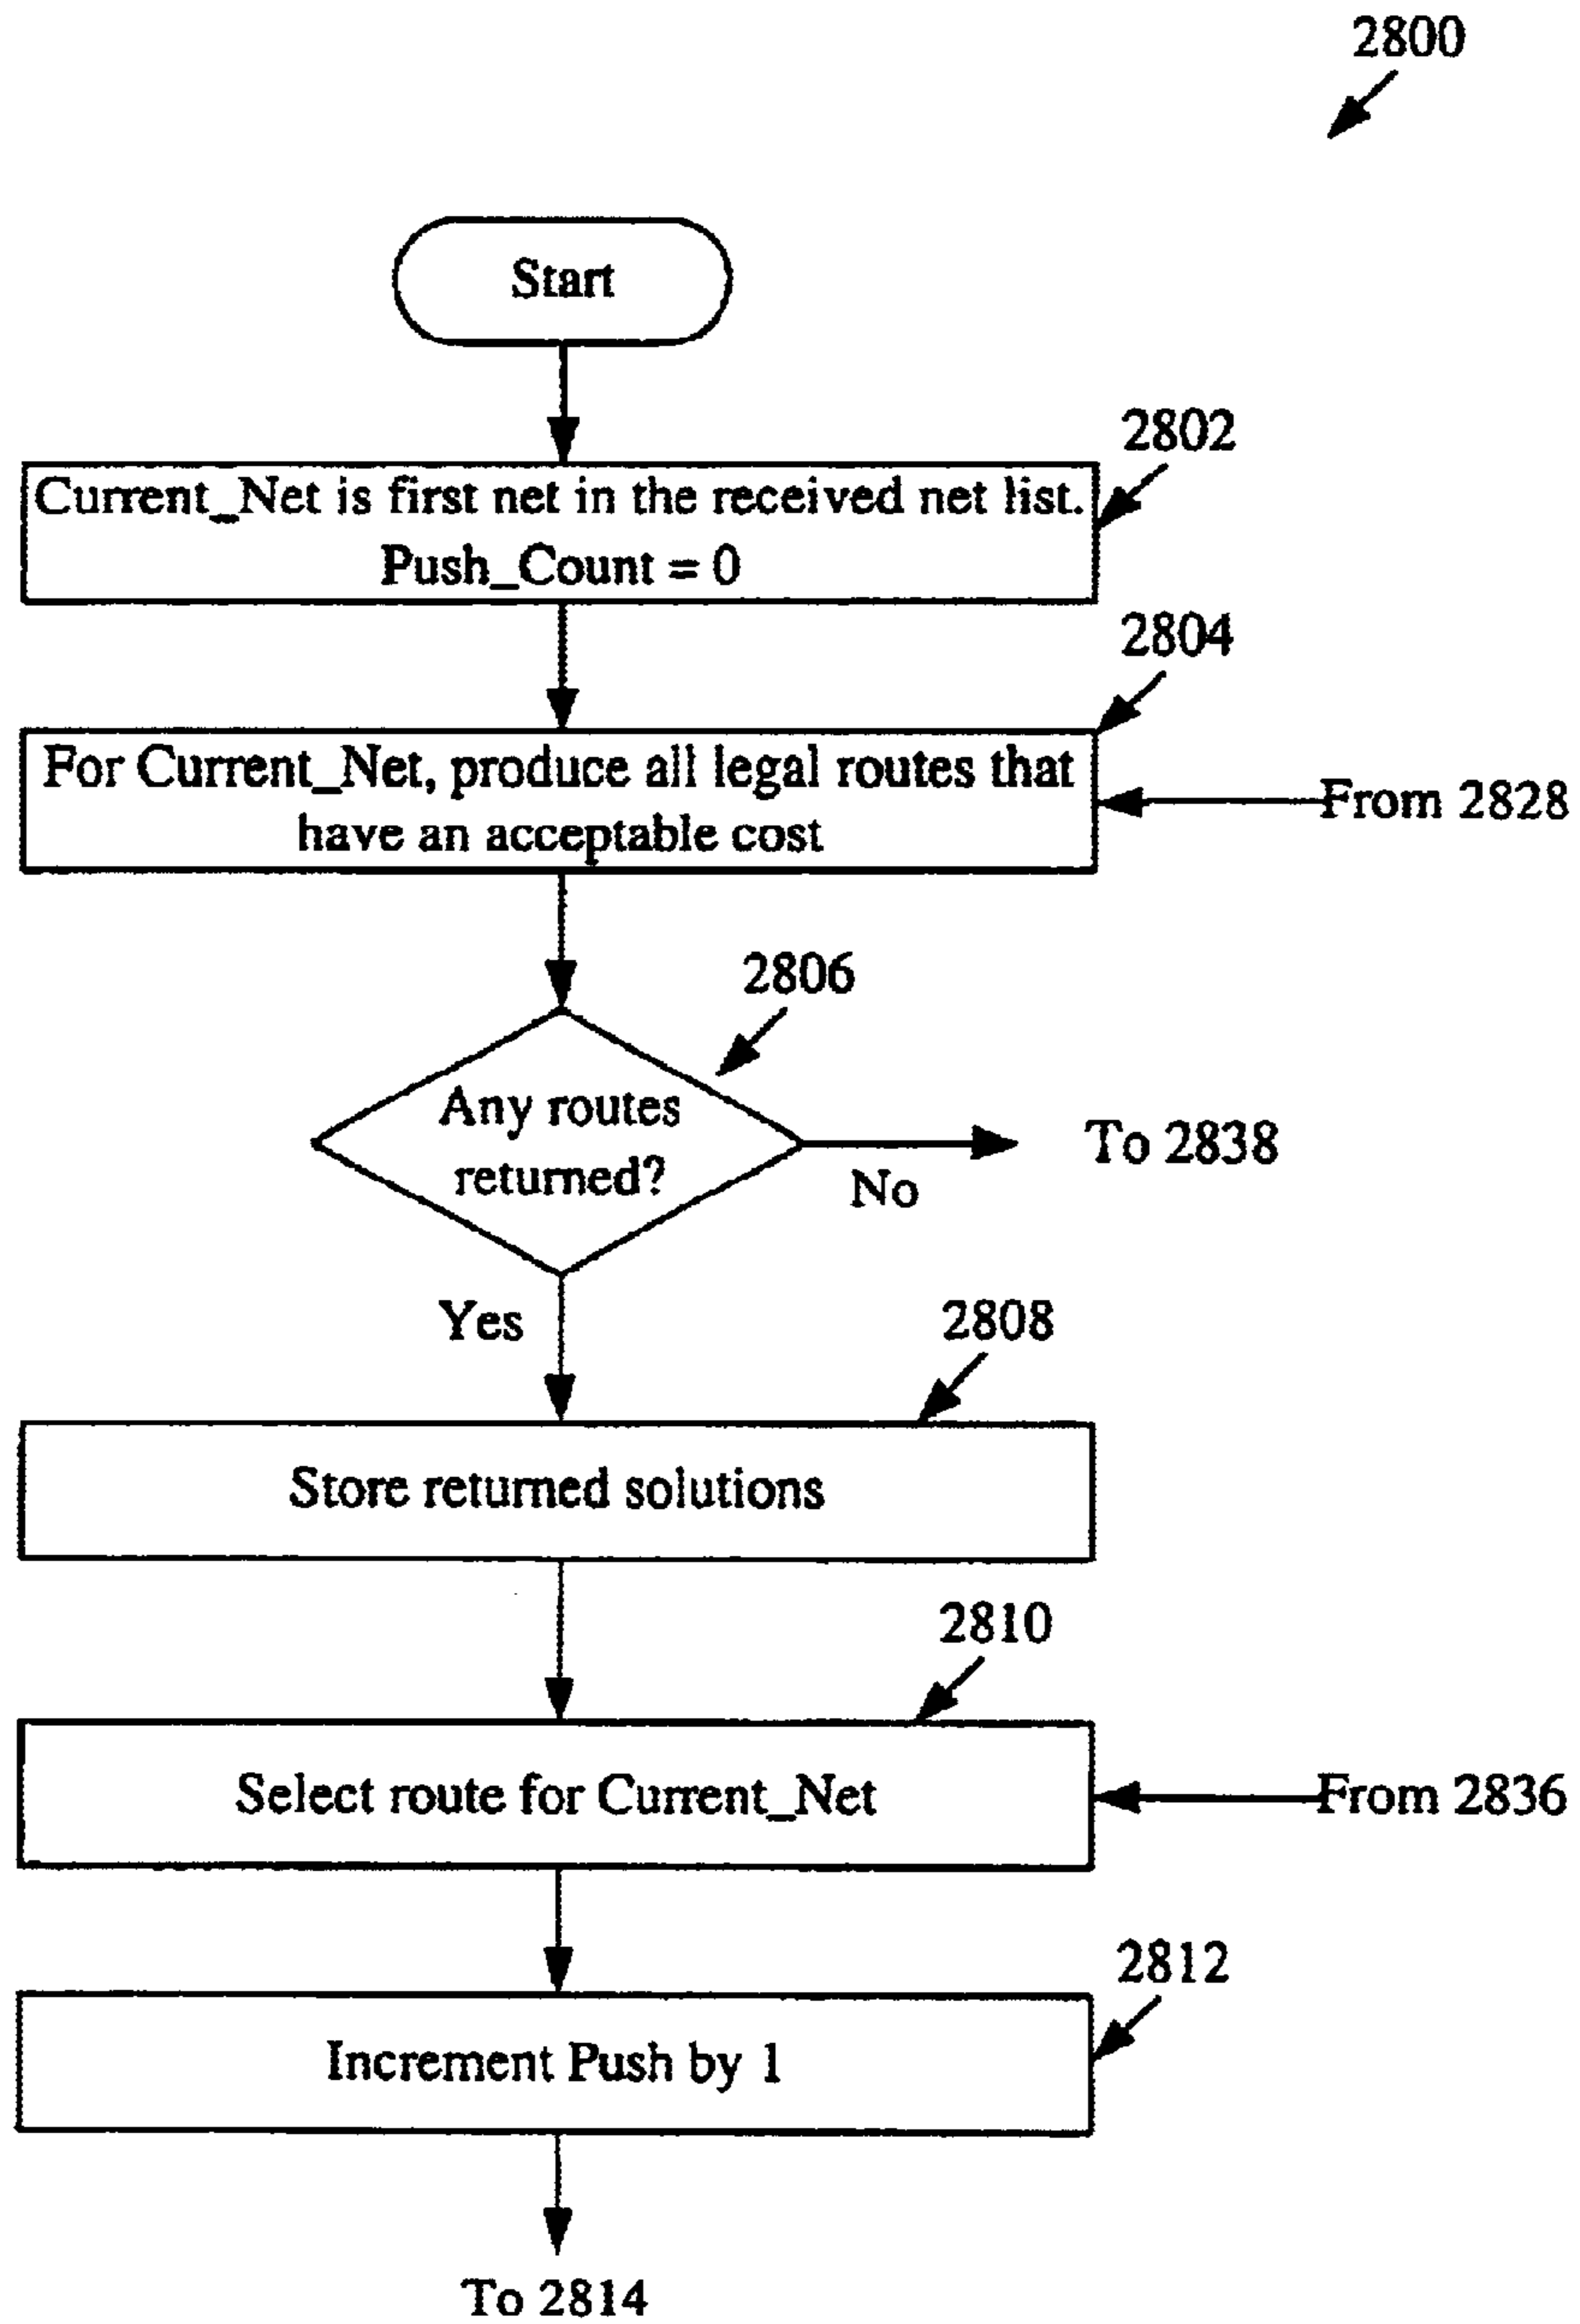 2800
Start
2802
Current_Net is first net in the received net list.
Push_Count = 0
2804
For Current_Net, produce all legal routes that
have an acceptable cost
From 2828
2806
Any routes
returned?
To 2838
No
Yes
2808
Store returned solutions
2810
Select route for Current_Net
From 2836
2812
Increment Push by 1
To 2814